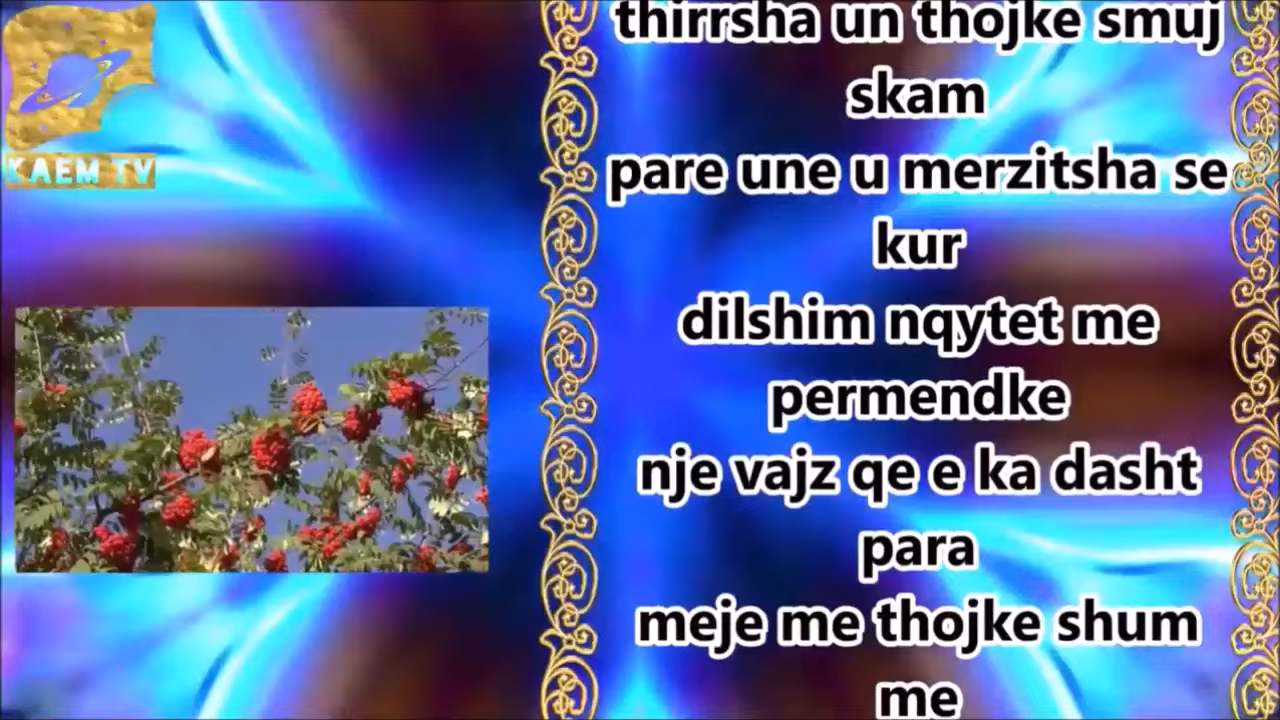 KAEM TV
thirrsha un thojke smuj
skam
pare une u merzitsha se
kur
dilshim nqytet me
permendke
nje vajz qe e ka dasht
para
meje me thojke shum
me